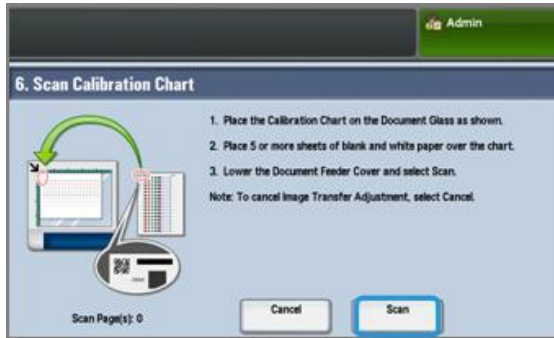 Admin
6. Scan Calibration Chart
1. Place the Calibration Chart on the Document Glass as shown.
2. Place 5 or more sheets of blank and white paper over the chart.
3. Lower the Document Feeder Cover and select Scan.
Note: To cancel Image Transfer Adjustment, select Cancel.
Scan Page(s): 0
Cancel
Scan